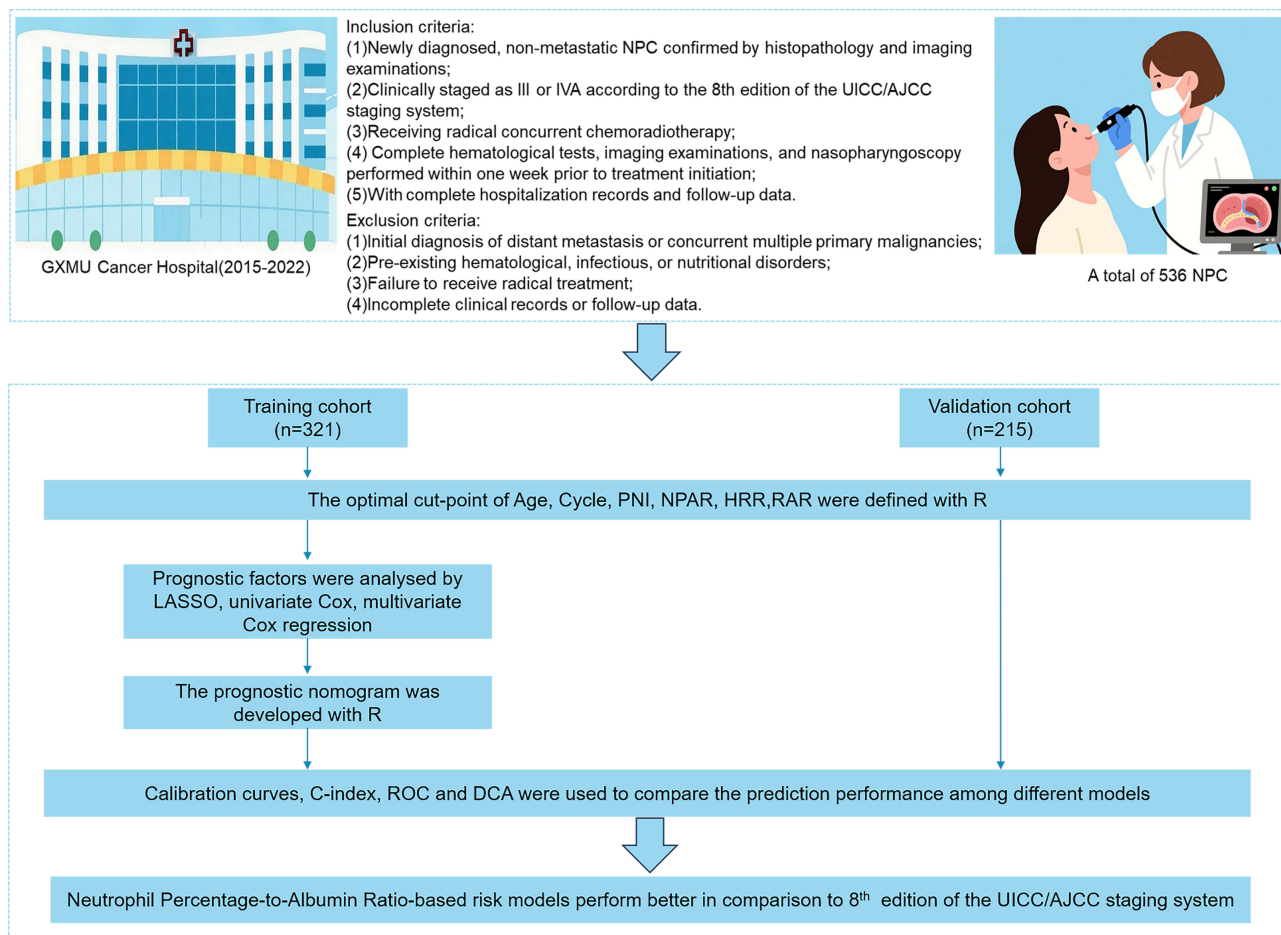 Inclusion criteria:
(1)Newly diagnosed, non-metastatic NPC confirmed by histopathology and imaging
examinations;
(2)Clinically staged as III or IVA according to the 8th edition of the UICC/AJCC
staging system;
(3)Receiving radical concurrent chemoradiotherapy;
(4) Complete hematological tests, imaging examinations, and nasopharyngoscopy
performed within one week prior to treatment initiation;
(5)With complete hospitalization records and follow-up data.
Exclusion criteria:
(1)Initial diagnosis of distant metastasis or concurrent multiple primary malignancies;
(2)Pre-existing hematological, infectious, or nutritional disorders;
(3)Failure to receive radical treatment;
(4)Incomplete clinical records or follow-up data.
GXMU Cancer Hospital(2015-2022)
A total of 536 NPC
Training cohort
(n=321)
Validation cohort
(n=215)
The optimal cut-point of Age, Cycle, PNI, NPAR, HRR,RAR were defined with R
Prognostic factors were analysed by
LASSO, univariate Cox, multivariate
Cox regression
The prognostic nomogram was
developed with R
Calibration curves, C-index, ROC and DCA were used to compare the prediction performance among different models
Neutrophil Percentage-to-Albumin Ratio-based risk models perform better in comparison to 8th edition of the UICC/AJCC staging system